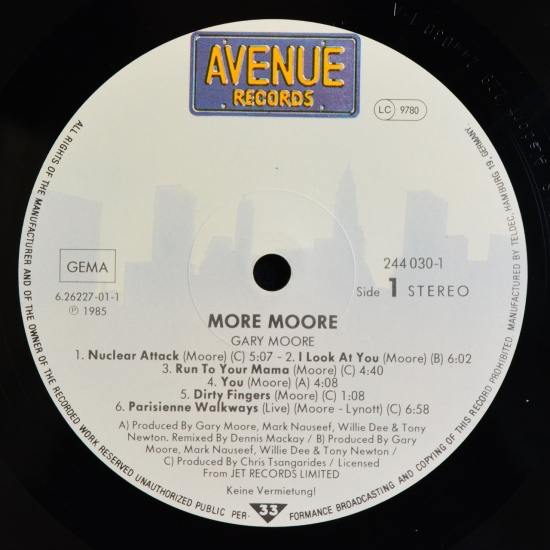 AVENUE
RECORDS
LC 9780
GEMA
6.26227-01-1
℗ 1985
244 030-1
Side 1 STEREO
MORE MOORE
GARY MOORE
1. Nuclear Attack (Moore) (C) 5:07 - 2. I Look At You (Moore) (B) 6:02
3. Run To Your Mama (Moore) (C) 4:40
4. You (Moore) (A) 4:08
5. Dirty Fingers (Moore) (C) 1:08
6. Parisienne Walkways (Live) (Moore - Lynott) (C) 6:58
A) Produced By Gary Moore, Mark Nauseef, Willie Dee & Tony
Newton. Remixed By Dennis Mackay / B) Produced By Gary
Moore, Mark Nauseef, Willie Dee & Tony Newton /
C) Produced By Chris Tsangarides / Licensed
From JET RECORDS LIMITED
Keine Vermietung!
33
ALL RIGHTS OF THE MANUFACTURER AND OF THE OWNER OF THE RECORDED WORK RESERVED UNAUTHORIZED PUBLIC PER- FORMANCE BROADCASTING AND COPYING OF THIS RECORD PROHIBITED. MANUFACTURED BY TELDEC, HAMBURG 19, GERMANY.